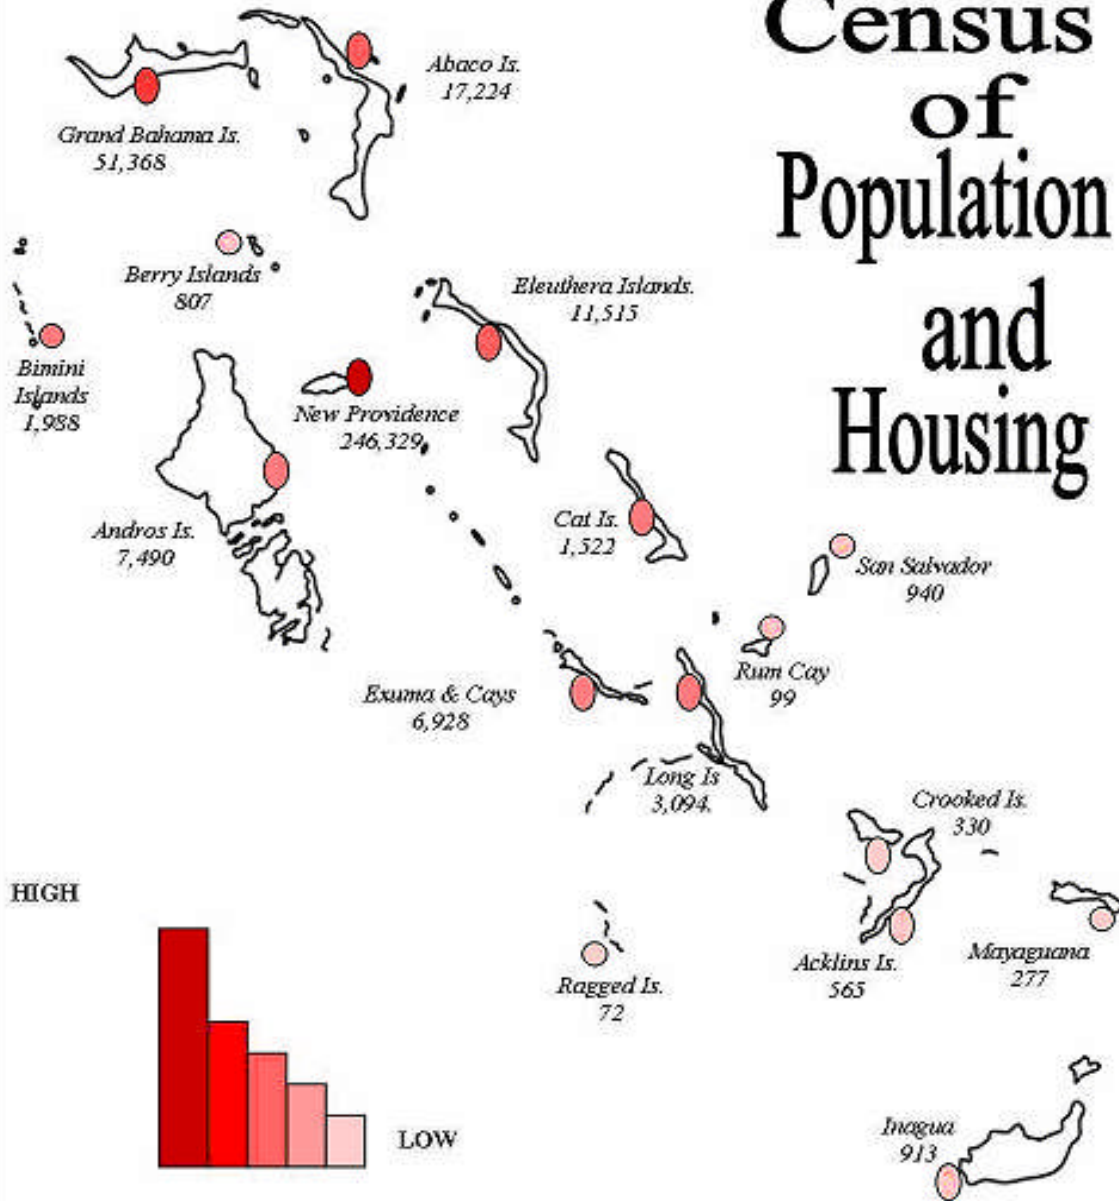 Census
of
Population
and
Housing
Abaco Is.
17,224
Grand Bahama Is.
51,368
Berry Islands
807
Eleuthera Islands.
11,515
Bimini
Islands
1,988
New Providence
246,329
Andros Is.
7,490
Cat Is.
1,522
San Salvador
940
Rum Cay
99
Exuma & Cays
6,928
Long Is
3,094.
Crooked Is.
330
HIGH
Acklins Is.
565
Mayaguana
277
Ragged Is.
72
LOW
Inagua
913